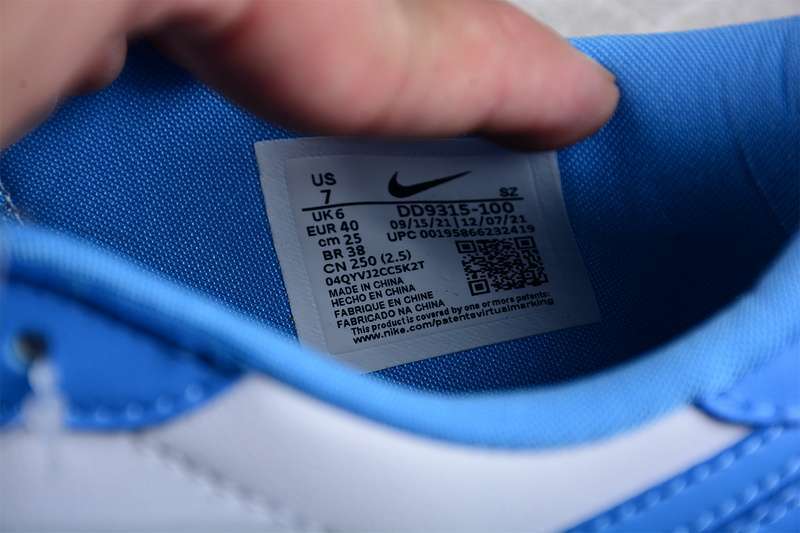 US
7
SZ
UK 6
DD9315-100
EUR 40
09/15/21 | 12/07/21
cm 25
UPC 00195866232419
BR 38
CN 250 (2.5)
04QYVJ2CC5K2T
MADE IN CHINA
HECHO EN CHINA
FABRIQUE EN CHINE
FABRICADO NA CHINA
This product is covered by one or more patents:
www.nike.com/patentsvirtualmarking